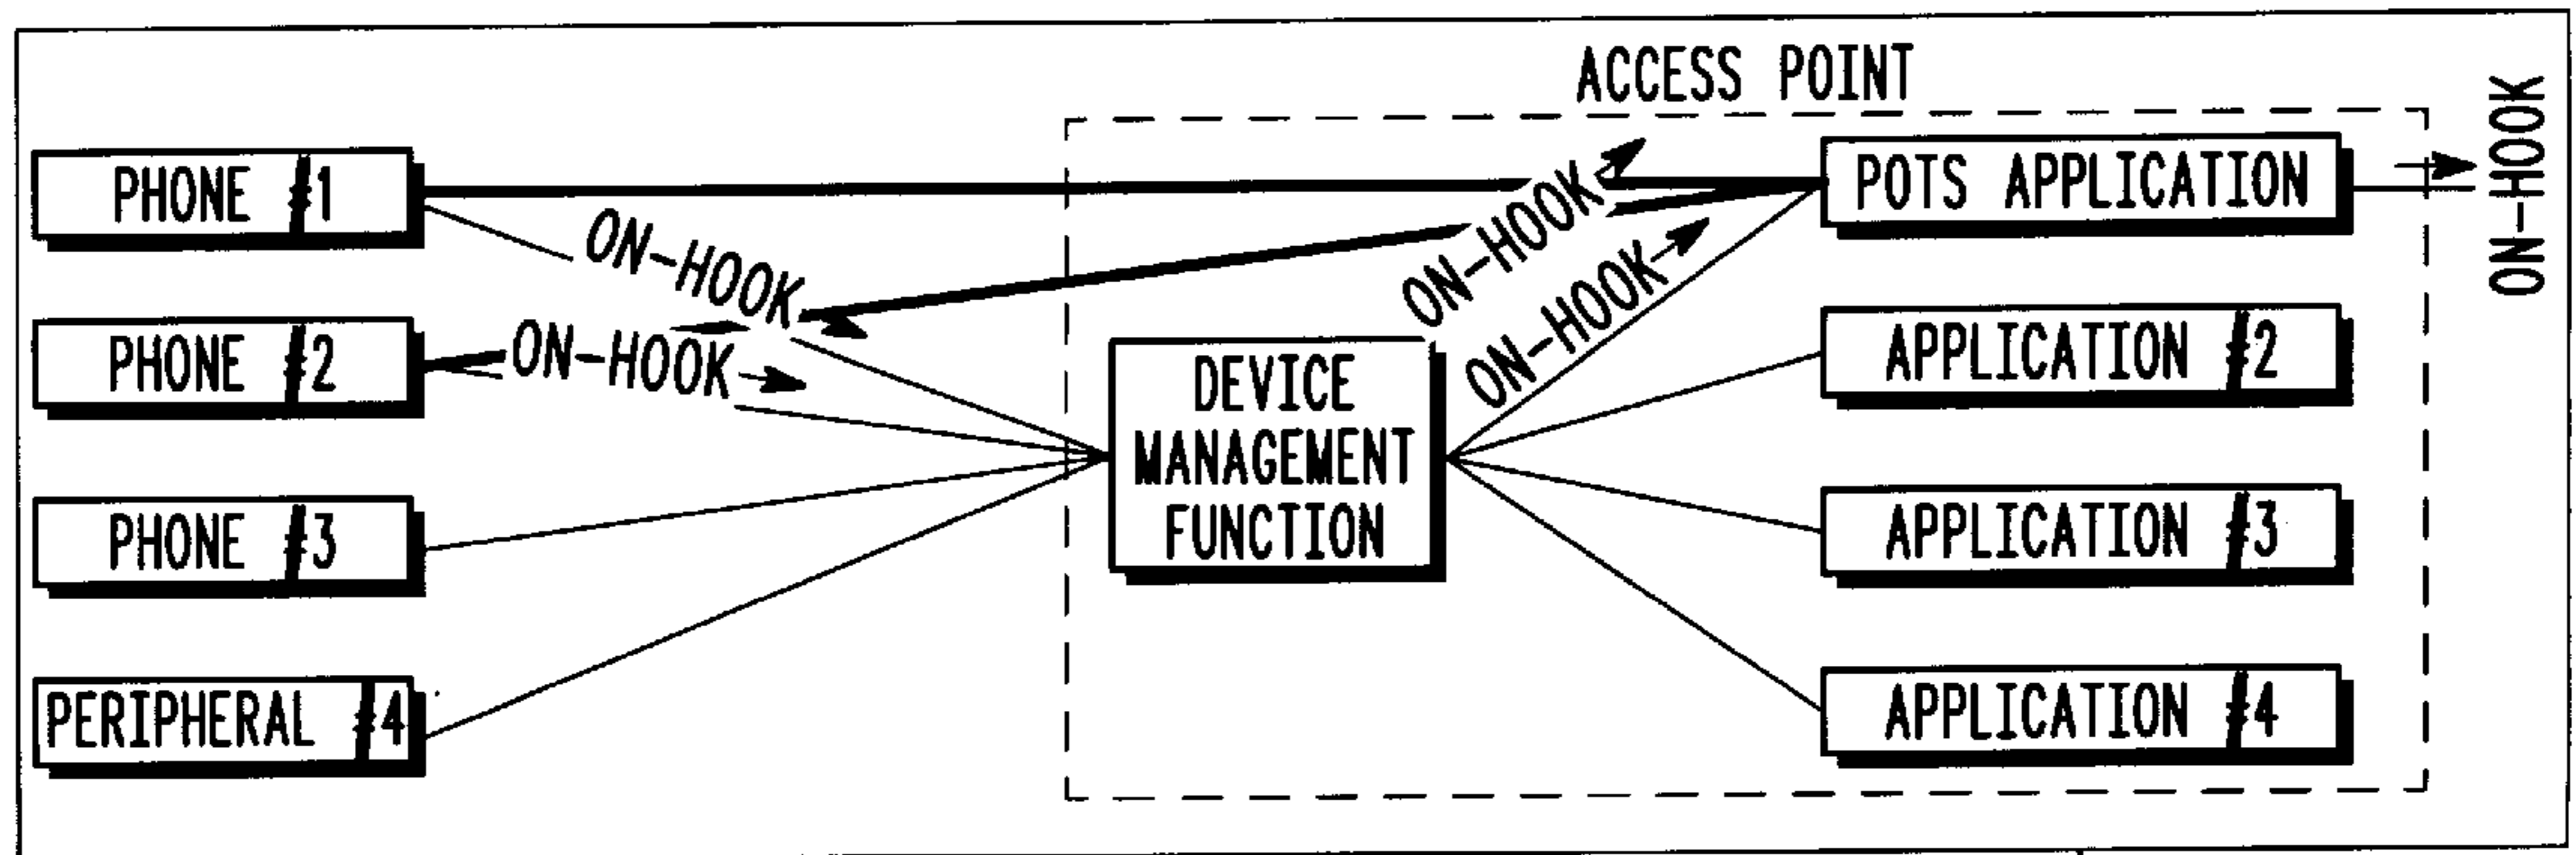 ACCESS POINT
PHONE #1
POTS APPLICATION
ON-HOOK
ON-HOOK
ON-HOOK
PHONE #2
ON-HOOK
ON-HOOK
APPLICATION #2
DEVICE
MANAGEMENT
FUNCTION
PHONE #3
APPLICATION #3
PERIPHERAL #4
APPLICATION #4